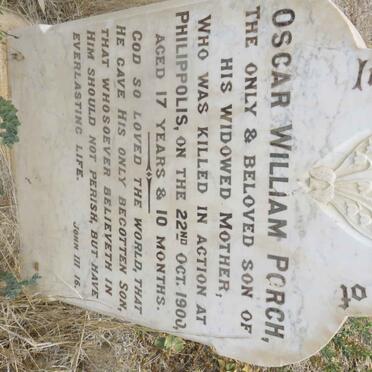 OSCAR WILLIAM PORCH,
THE ONLY & BELOVED SON OF
HIS WIDOWED MOTHER,
WHO WAS KILLED IN ACTION AT
PHILIPPOLIS, ON THE 22ND OCT. 1900,
AGED 17 YEARS & 10 MONTHS.
GOD SO LOVED THE WORLD, THAT
HE GAVE HIS ONLY BEGOTTEN SON,
THAT WHOSOEVER BELIEVETH IN
HIM SHOULD NOT PERISH, BUT HAVE
EVERLASTING LIFE.
JOHN III 16.